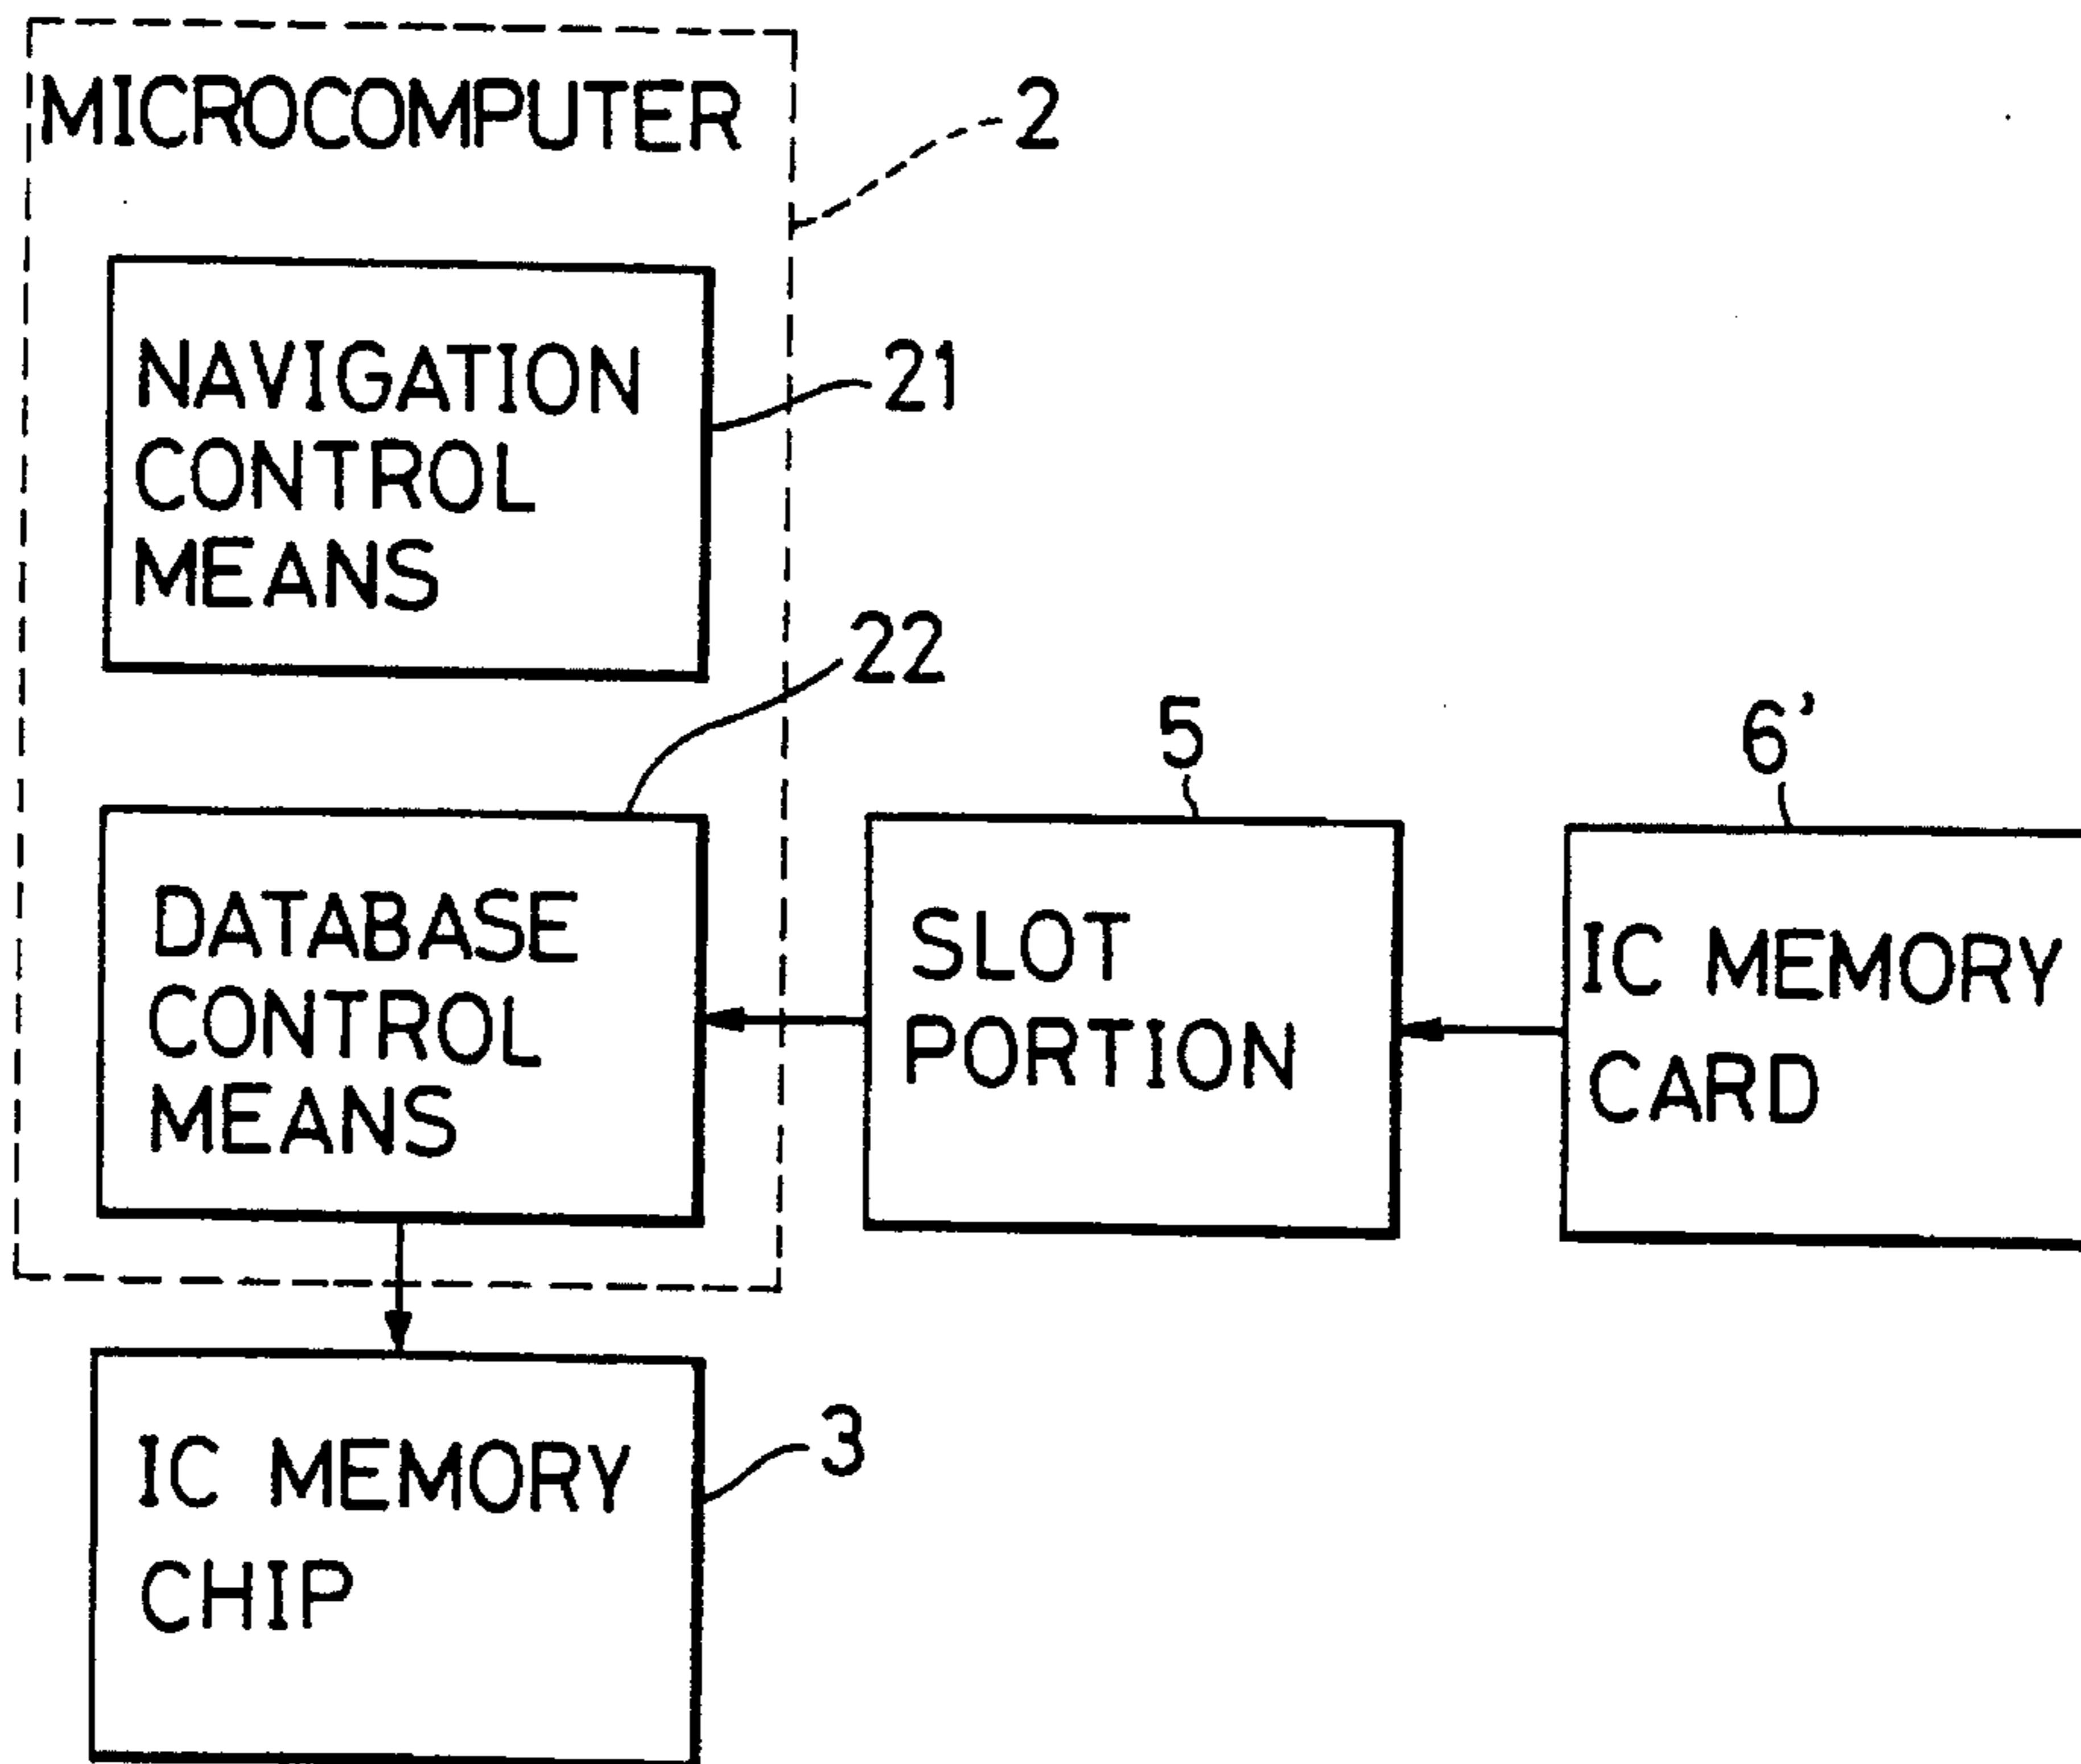 MICROCOMPUTER
2
NAVIGATION
CONTROL
MEANS
21
22
DATABASE
CONTROL
MEANS
5
SLOT
PORTION
6'
IC MEMORY
CARD
IC MEMORY
CHIP
3